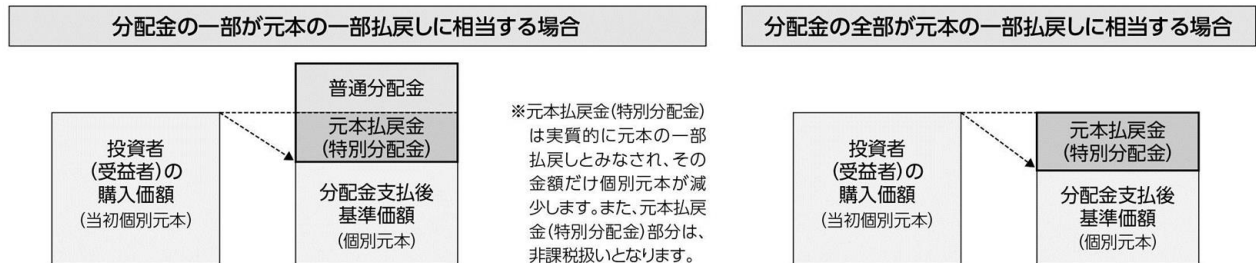 分配金の一部が元本の一部払戻しに相当する場合
普通分配金
元本払戻金
(特別分配金)
投資者
(受益者)の
購入価額
(当初個別元本)
分配金支払後
基準価額
(個別元本)
※元本払戻金(特別分配金)
は実質的に元本の一部
払戻しとみなされ、その
金額だけ個別元本が減
少します。また、元本払戻
金(特別分配金)部分は、
非課税扱いとなります。
分配金の全部が元本の一部払戻しに相当する場合
元本払戻金
(特別分配金)
投資者
(受益者)の
購入価額
(当初個別元本)
分配金支払後
基準価額
(個別元本)